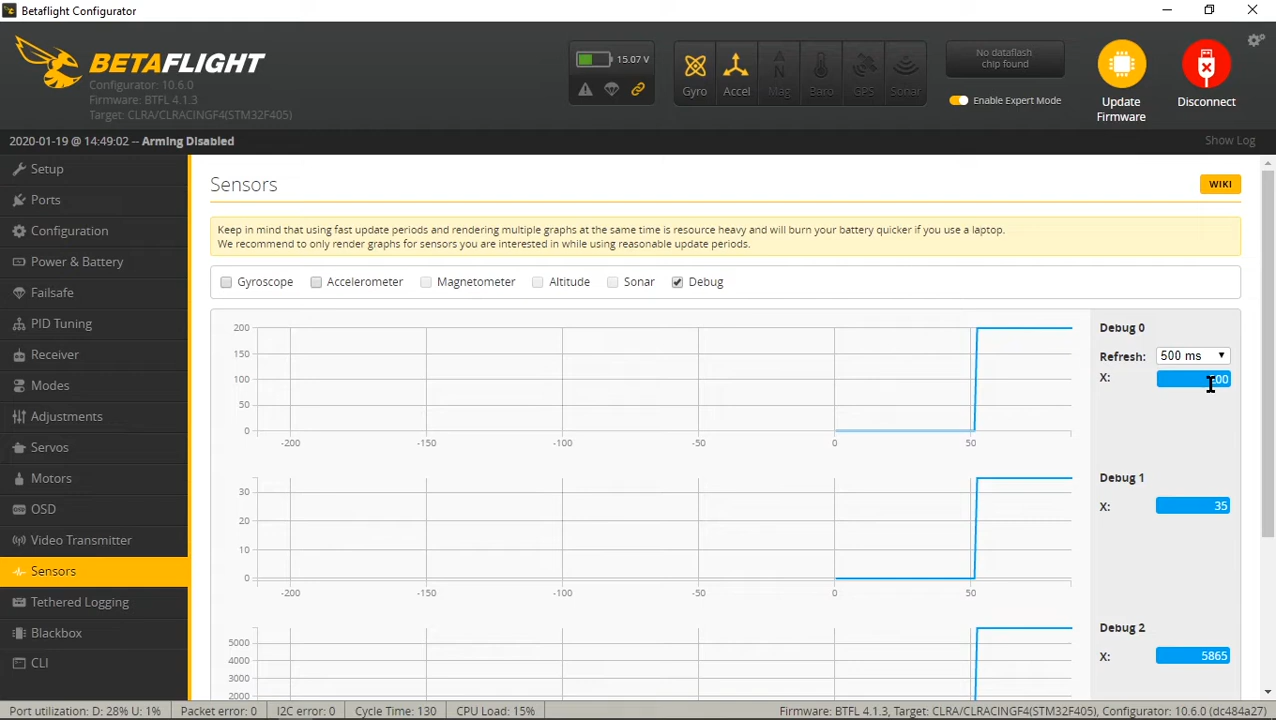 Betaflight Configurator
BETAFLIGHT
Configurator: 10.6.0
Firmware: BTFL 4.1.3
Target: CLRA/CLRACINGF4(STM32F405)
15.07 V
Gyro
Accel
Mag
Baro
GPS
Sonar
No dataflash
chip found
Enable Expert Mode
Update
Firmware
Disconnect
2020-01-19 @ 14:49:02 -- Arming Disabled
Show Log
Setup
Ports
Configuration
Power & Battery
Failsafe
PID Tuning
Receiver
Modes
Adjustments
Servos
Motors
OSD
Video Transmitter
Sensors
Tethered Logging
Blackbox
CLI
Sensors
WIKI
Keep in mind that using fast update periods and rendering multiple graphs at the same time is resource heavy and will burn your battery quicker if you use a laptop.
We recommend to only render graphs for sensors you are interested in while using reasonable update periods.
Gyroscope Accelerometer Magnetometer Altitude Sonar Debug
200
150
100
50
0
-200 -150 -100 -50 0 50
Debug 0
Refresh: 500 ms
X:
30
20
10
0
-200 -150 -100 -50 0 50
Debug 1
X: 35
5000
4000
3000
2000
Debug 2
X: 5865
Port utilization: D: 28% U: 1% Packet error: 0 I2C error: 0 Cycle Time: 130 CPU Load: 15% Firmware: BTFL 4.1.3, Target: CLRA/CLRACINGF4(STM32F405), Configurator: 10.6.0 (dc484a27)